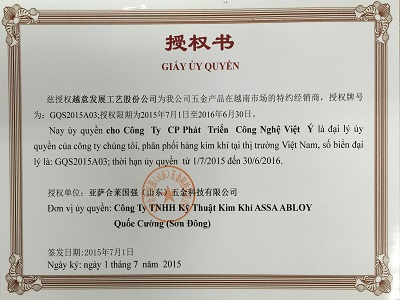 授权书
GIẤY ỦY QUYỀN
兹授权越意发展工艺股份公司为我公司五金产品在越南市场的特约经销商，授权牌号
为：GQS2015A03;授权限期为2015年7月1日至2016年6月30日。
Nay ủy quyền cho Công Ty CP Phát Triển Công Nghệ Việt Ý là đại lý ủy
quyền của công ty chúng tôi, phân phối hàng kim khí tại thị trường Việt Nam, số biển đại
lý là: GQS2015A03; thời hạn ủy quyền từ 1/7/2015 đến 30/6/2016.
授权单位：亚萨合莱国强（山东）五金科技有限公司
Đơn vị ủy quyền: Công Ty TNHH Kỹ Thuật Kim Khí ASSA ABLOY
Quốc Cường (Sơn Đông)
签发日期:2015年7月1日
Ngày ký: ngày 1 tháng 7 năm 2015